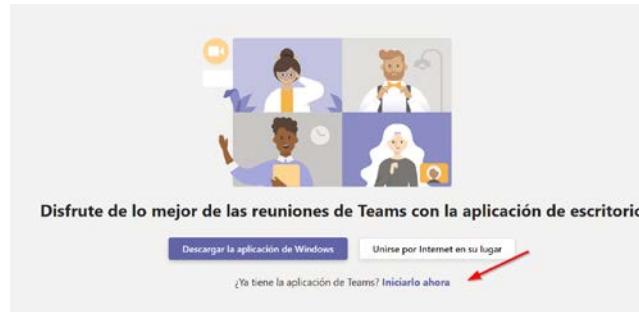 Disfrute de lo mejor de las reuniones de Teams con la aplicación de escritorio
Descargar la aplicación de Windows
Unirse por Internet en su lugar
¿Ya tiene la aplicación de Teams? Iniciarlo ahora